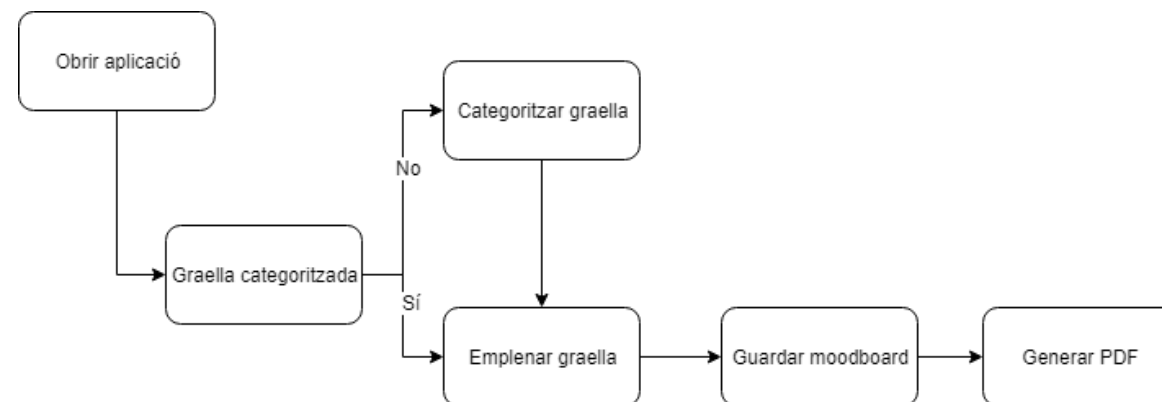 Obrir aplicació
Categoritzar graella
No
Graella categoritzada
Sí
Emplenar graella
Guardar moodboard
Generar PDF